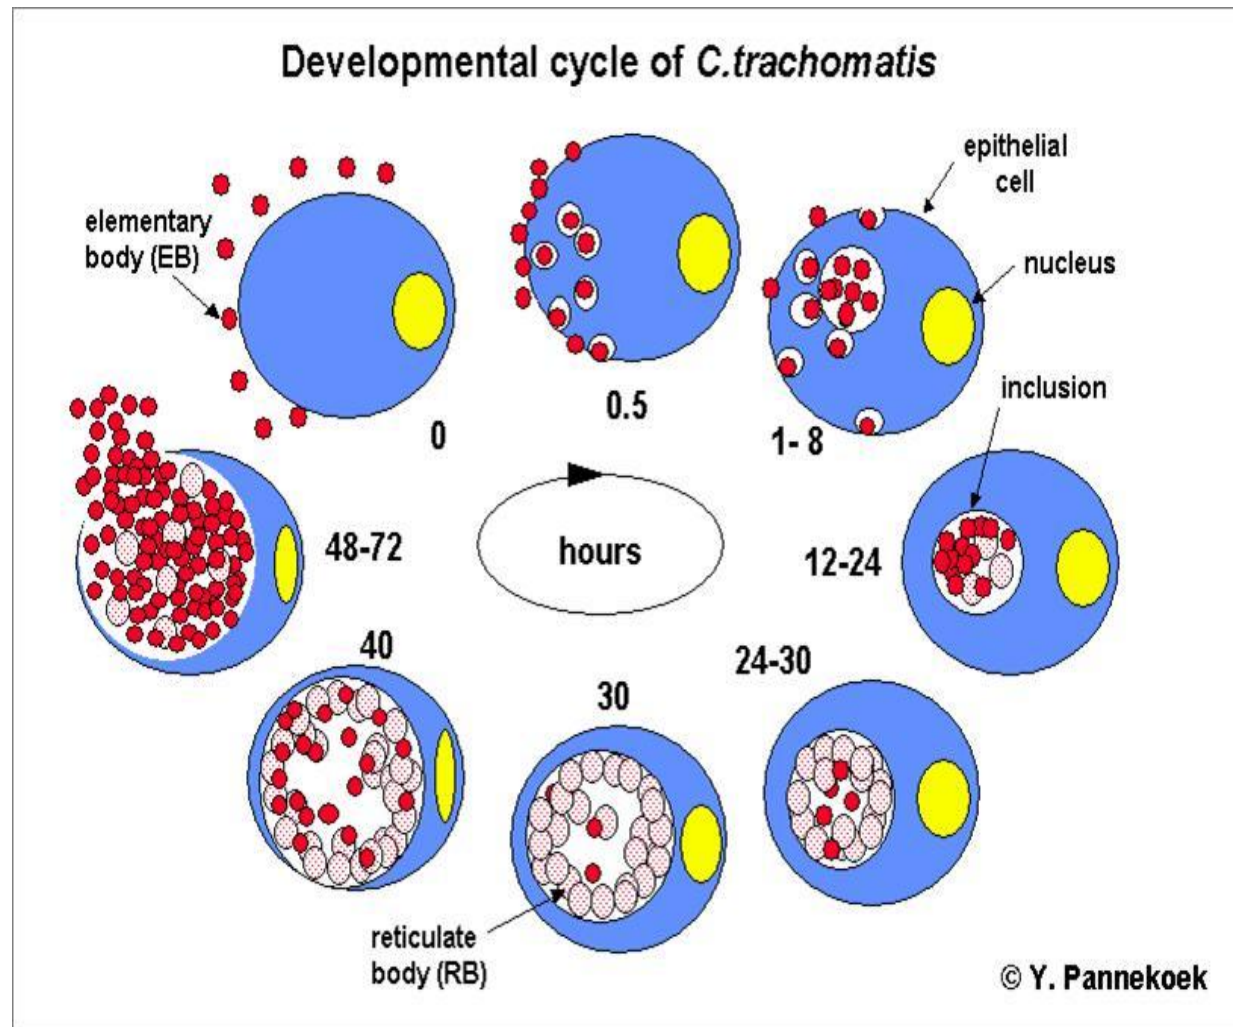 Developmental cycle of C.trachomatis
elementary
body (EB)
epithelial
cell
nucleus
inclusion
0
0.5
1- 8
12-24
24-30
30
40
48-72
hours
reticulate
body (RB)
© Y. Pannekoek